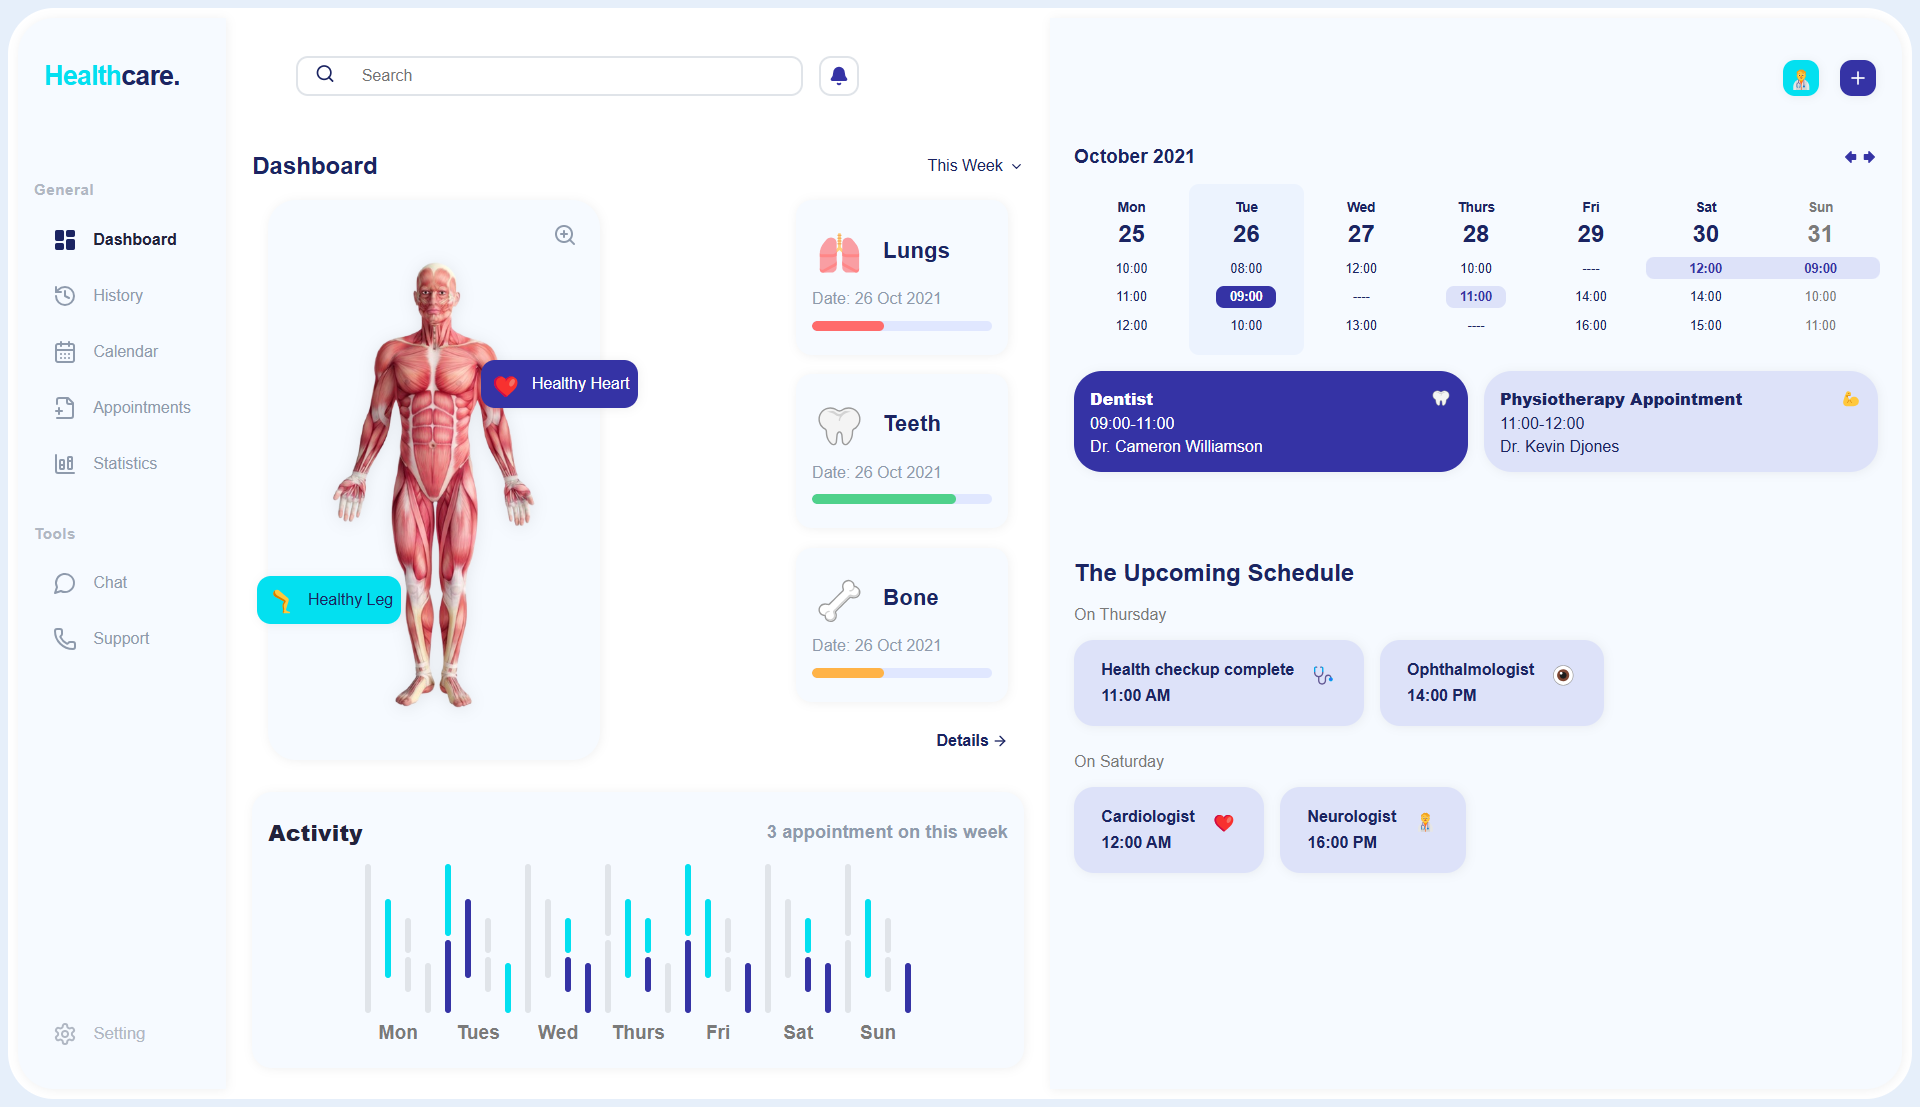 Healthcare.
General
Dashboard
History
Calendar
Appointments
Statistics
Tools
Chat
Support
Setting
Search
Dashboard
This Week
Healthy Heart
Healthy Leg
Lungs
Date: 26 Oct 2021
Teeth
Date: 26 Oct 2021
Bone
Date: 26 Oct 2021
Details
Activity
3 appointment on this week
Mon Tues Wed Thurs Fri Sat Sun
October 2021
Mon Tue Wed Thurs Fri Sat Sun
25 26 27 28 29 30 31
10:00 08:00 12:00 10:00 ---- 12:00 09:00
11:00 09:00 ---- 11:00 14:00 14:00 10:00
12:00 10:00 13:00 ---- 16:00 15:00 11:00
Dentist
09:00-11:00
Dr. Cameron Williamson
Physiotherapy Appointment
11:00-12:00
Dr. Kevin Djones
The Upcoming Schedule
On Thursday
Health checkup complete
11:00 AM
Ophthalmologist
14:00 PM
On Saturday
Cardiologist
12:00 AM
Neurologist
16:00 PM